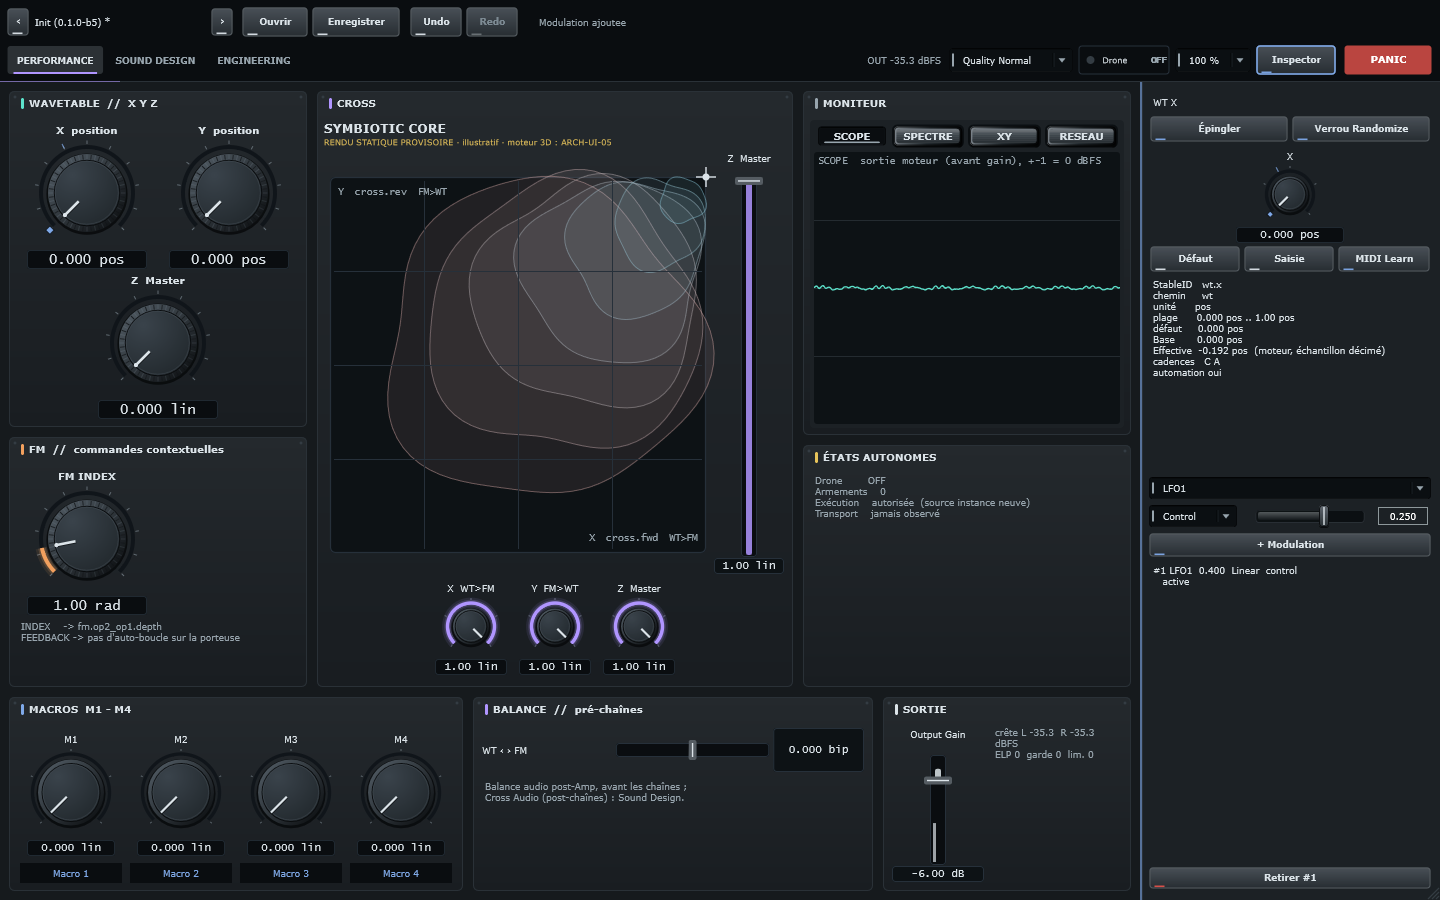 ‹ Init (0.1.0-b5) * › Ouvrir Enregistrer Undo Redo Modulation ajoutee
PERFORMANCE SOUND DESIGN ENGINEERING OUT -35.3 dBFS Quality Normal Drone OFF 100 % Inspector PANIC
WAVETABLE // X Y Z
X position Y position
0.000 pos 0.000 pos
Z Master
0.000 lin
FM // commandes contextuelles
FM INDEX
1.00 rad
INDEX -> fm.op2_op1.depth
FEEDBACK -> pas d'auto-boucle sur la porteuse
CROSS
SYMBIOTIC CORE
RENDU STATIQUE PROVISOIRE - illustratif - moteur 3D : ARCH-UI-05
Z Master
Y cross.rev FM>WT
X cross.fwd WT>FM
1.00 lin
X WT>FM Y FM>WT Z Master
1.00 lin 1.00 lin 1.00 lin
MONITEUR
SCOPE SPECTRE XY RESEAU
SCOPE sortie moteur (avant gain), +-1 = 0 dBFS
ÉTATS AUTONOMES
Drone OFF
Armements 0
Exécution autorisée (source instance neuve)
Transport jamais observé
MACROS M1 - M4
M1 M2 M3 M4
0.000 lin 0.000 lin 0.000 lin 0.000 lin
Macro 1 Macro 2 Macro 3 Macro 4
BALANCE // pré-chaînes
WT ‹ › FM 0.000 bip
Balance audio post-Amp, avant les chaînes ;
Cross Audio (post-chaînes) : Sound Design.
SORTIE
Output Gain
crête L -35.3 R -35.3
dBFS
ELP 0 garde 0 lim. 0
-6.00 dB
WT X
Épingler Verrou Randomize
X
0.000 pos
Défaut Saisie MIDI Learn
StableID wt.x
chemin wt
unité pos
plage 0.000 pos .. 1.00 pos
défaut 0.000 pos
Base 0.000 pos
Effective -0.192 pos (moteur, échantillon décimé)
cadences C A
automation oui
LFO1
Control 0.250
+ Modulation
#1 LFO1 0.400 Linear control
active
Retirer #1